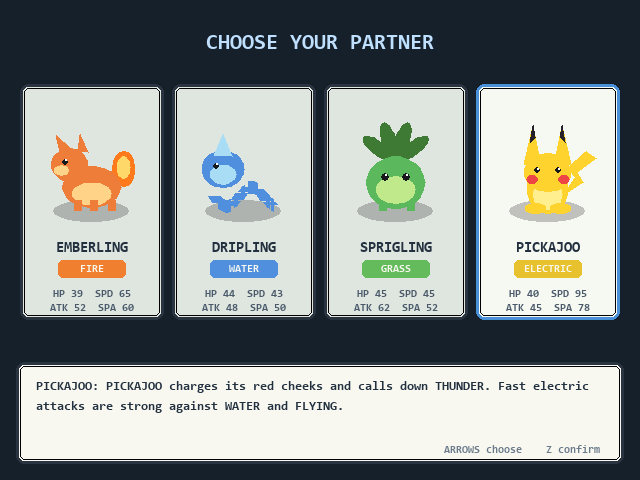 CHOOSE YOUR PARTNER
EMBERLING
FIRE
HP 39 SPD 65
ATK 52 SPA 60
DRIPLING
WATER
HP 44 SPD 43
ATK 48 SPA 50
SPRIGLING
GRASS
HP 45 SPD 45
ATK 62 SPA 52
PICKAJOO
ELECTRIC
HP 40 SPD 95
ATK 45 SPA 78
PICKAJOO: PICKAJOO charges its red cheeks and calls down THUNDER. Fast electric
attacks are strong against WATER and FLYING.
ARROWS choose Z confirm